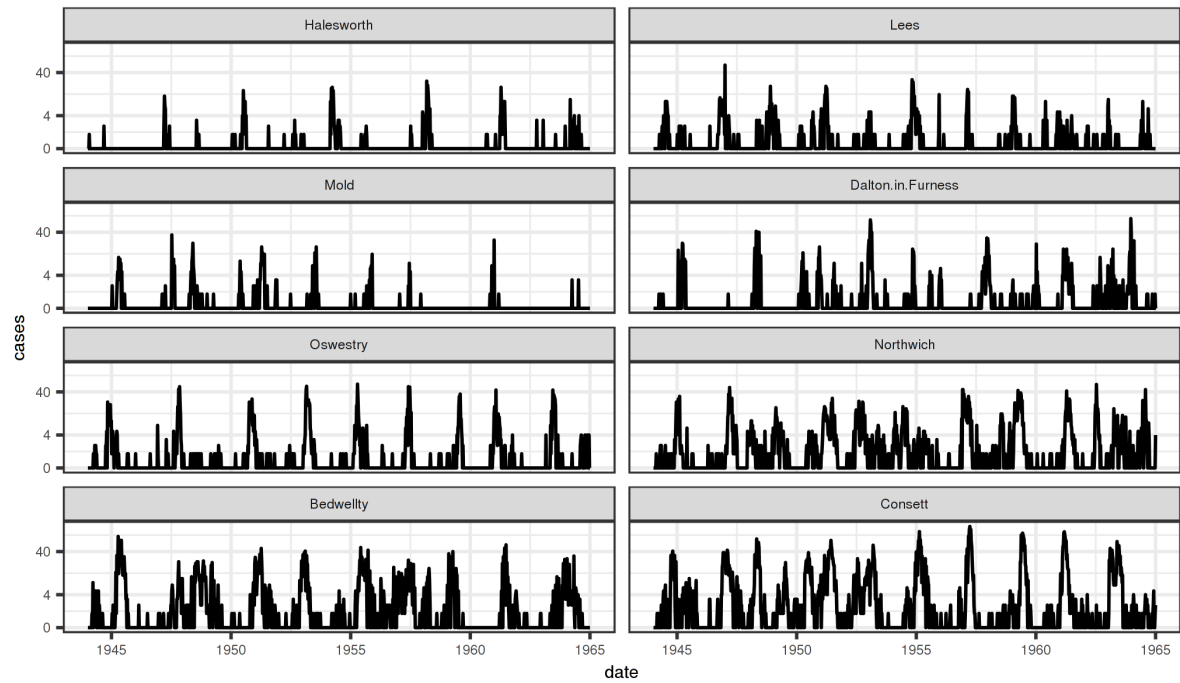 Halesworth
Lees
40
4
0
Mold
Dalton.in.Furness
40
4
0
cases
Oswestry
Northwich
40
4
0
Bedwellty
Consett
40
4
0
1945 1950 1955 1960 1965
1945 1950 1955 1960 1965
date